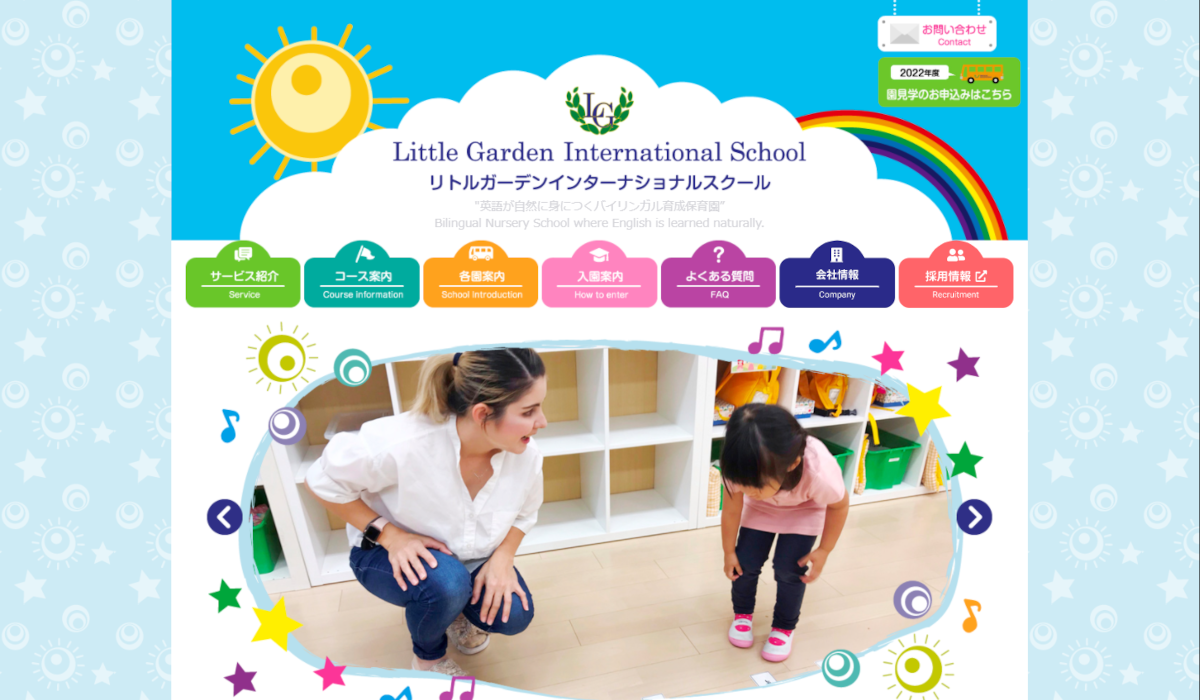 お問い合わせ
Contact
2022年度
園見学のお申込みはこちら
LG
Little Garden International School
リトルガーデンインターナショナルスクール
"英語が自然に身につくバイリンガル育成保育園"
Bilingual Nursery School where English is learned naturally.
サービス紹介
Service
コース案内
Course Information
各園案内
School Introduction
入園案内
How to enter
?
よくある質問
FAQ
会社情報
Company
採用情報
Recruitment